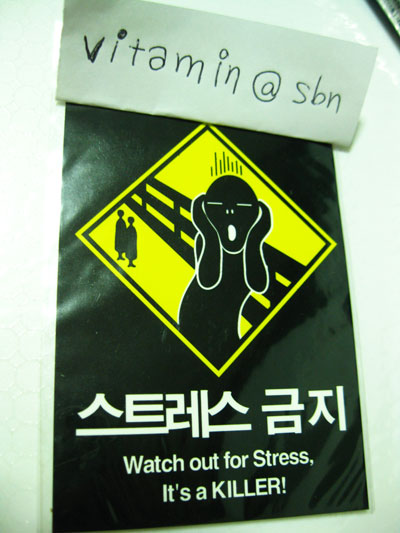 vitamin@sbn
스트레스 금지
Watch out for Stress,
It's a KILLER!